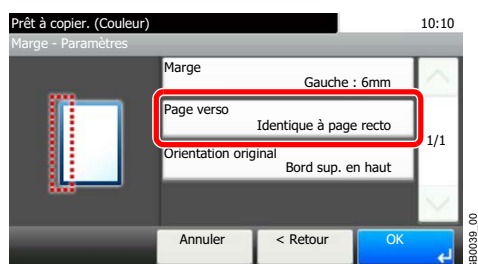 Prêt à copier. (Couleur) 10:10
Marge - Paramètres
Marge
Gauche : 6mm
Page verso
Identique à page recto
1/1
Orientation original
Bord sup. en haut
Annuler < Retour OK